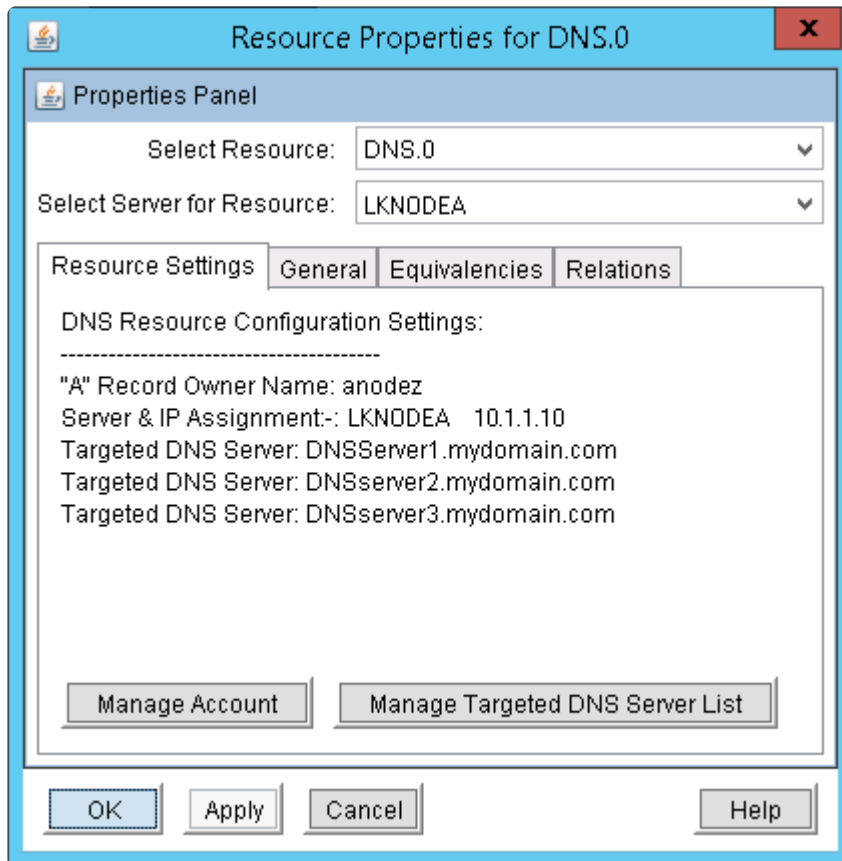 Resource Properties for DNS.0
x
Properties Panel
Select Resource: DNS.0
Select Server for Resource: LKNODEA
Resource Settings General Equivalencies Relations
DNS Resource Configuration Settings:
----------------------------------------
"A" Record Owner Name: anodez
Server & IP Assignment:-: LKNODEA 10.1.1.10
Targeted DNS Server: DNSServer1.mydomain.com
Targeted DNS Server: DNSserver2.mydomain.com
Targeted DNS Server: DNSserver3.mydomain.com
Manage Account Manage Targeted DNS Server List
OK Apply Cancel Help